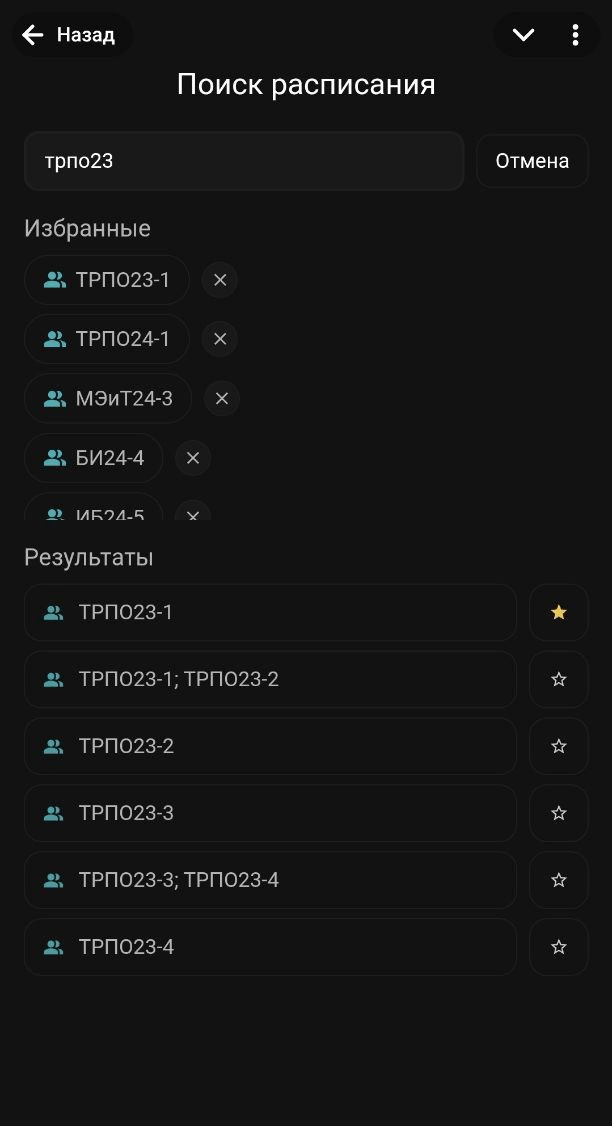 Назад
Поиск расписания
трпо23 Отмена
Избранные
ТРПО23-1
ТРПО24-1
МЭиТ24-3
БИ24-4
ИБ24-5
Результаты
ТРПО23-1
ТРПО23-1; ТРПО23-2
ТРПО23-2
ТРПО23-3
ТРПО23-3; ТРПО23-4
ТРПО23-4